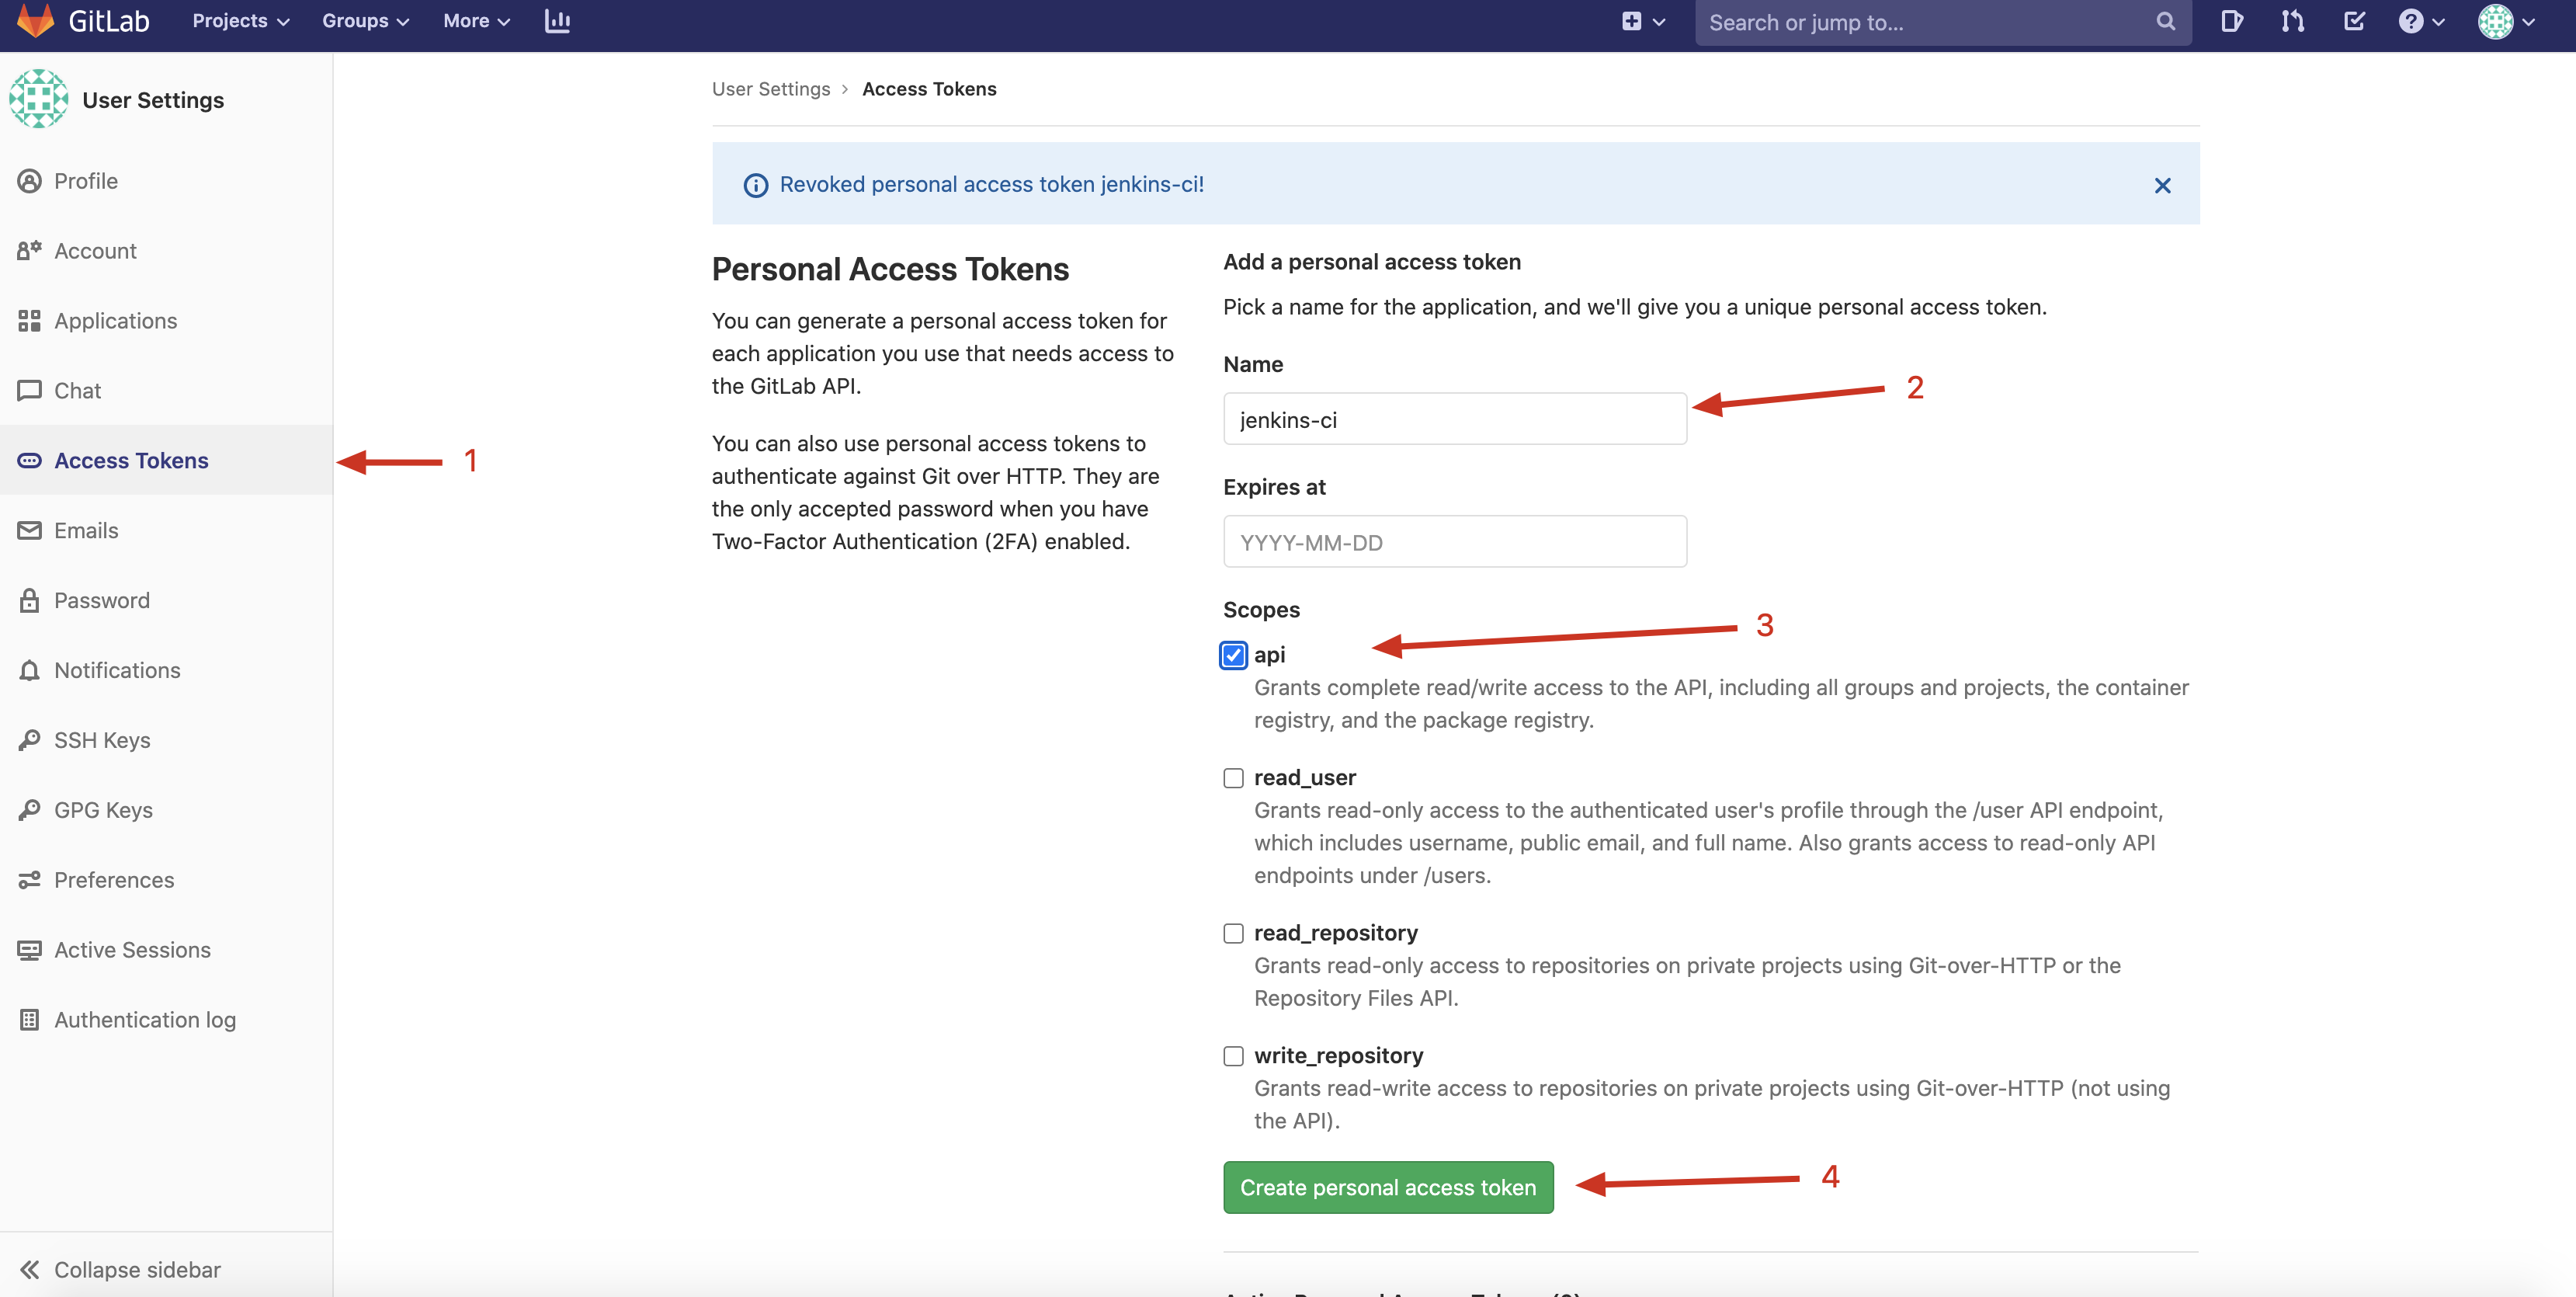 GitLab Projects Groups More Search or jump to...
User Settings
Profile
Account
Applications
Chat
Access Tokens
1
Emails
Password
Notifications
SSH Keys
GPG Keys
Preferences
Active Sessions
Authentication log
Collapse sidebar
User Settings › Access Tokens
Revoked personal access token jenkins-ci!
Personal Access Tokens
You can generate a personal access token for
each application you use that needs access to
the GitLab API.
You can also use personal access tokens to
authenticate against Git over HTTP. They are
the only accepted password when you have
Two-Factor Authentication (2FA) enabled.
Add a personal access token
Pick a name for the application, and we'll give you a unique personal access token.
Name
jenkins-ci
2
Expires at
YYYY-MM-DD
Scopes
3
api
Grants complete read/write access to the API, including all groups and projects, the container
registry, and the package registry.
read_user
Grants read-only access to the authenticated user's profile through the /user API endpoint,
which includes username, public email, and full name. Also grants access to read-only API
endpoints under /users.
read_repository
Grants read-only access to repositories on private projects using Git-over-HTTP or the
Repository Files API.
write_repository
Grants read-write access to repositories on private projects using Git-over-HTTP (not using
the API).
Create personal access token
4